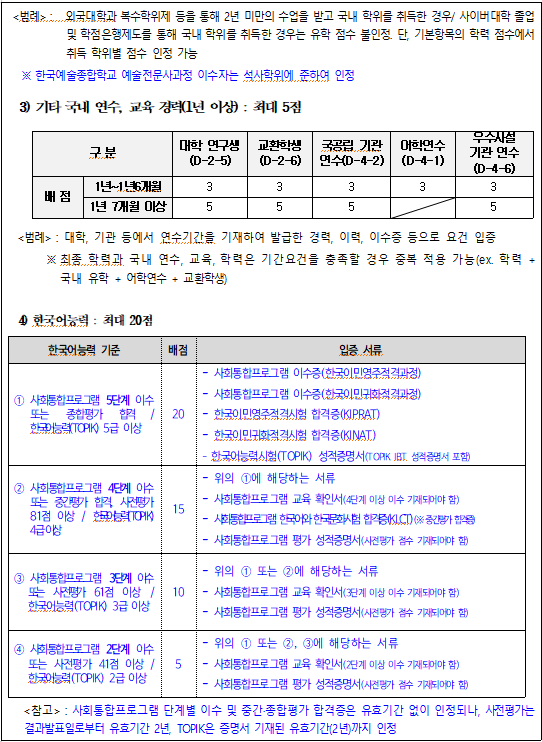 <범례> : 외국대학과 복수학위제 등을 통해 2년 미만의 수업을 받고 국내 학위를 취득한 경우/ 사이버대학 졸업
및 학점은행제도를 통해 국내 학위를 취득한 경우는 유학 점수 불인정. 단, 기본항목의 학력 점수에서
취득 학위별 점수 인정 가능
※ 한국예술종합학교 예술전문사과정 이수자는 석사학위에 준하여 인정
3) 기타 국내 연수, 교육 경력(1년 이상) : 최대 5점
구 분 대학 연구생 교환학생 국공립 기관 어학연수 우수사설
(D-2-5) (D-2-6) 연수(D-4-2) (D-4-1) 기관 연수
(D-4-6)
배 점 1년~1년6개월 3 3 3 3 3
1년 7개월 이상 5 5 5 5
<범례> : 대학, 기관 등에서 연수기간을 기재하여 발급한 경력, 이력, 이수증 등으로 요건 입증
※ 최종 학력과 국내 연수, 교육, 학력은 기간요건을 충족할 경우 중복 적용 가능(ex. 학력 +
국내 유학 + 어학연수 + 교환학생)
4) 한국어능력 : 최대 20점
한국어능력 기준 배점 입증 서류
① 사회통합프로그램 5단계 이수
또는 종합평가 합격 /
한국어능력(TOPIK) 5급 이상
20
- 사회통합프로그램 이수증(한국이민영주적격과정)
- 사회통합프로그램 이수증(한국이민귀화적격과정)
- 한국이민영주적격시험 합격증(KIPRAT)
- 한국이민귀화적격시험 합격증(KINAT)
- 한국어능력시험(TOPIK) 성적증명서(TOPIK IBT. 성적증명서 포함)
② 사회통합프로그램 4단계 이수
또는 중간평가 합격, 사전평가
81점 이상 / 한국어능력(TOPIK)
4급이상
15
- 위의 ①에 해당하는 서류
- 사회통합프로그램 교육 확인서(4단계 이상 이수 기재되어야 함)
- 사회통합프로그램 한국어와 한국문화시험 합격증(KLCT)(※ 중간평가 합격증)
- 사회통합프로그램 평가 성적증명서(사전평가 점수 기재되어야 함)
③ 사회통합프로그램 3단계 이수
또는 사전평가 61점 이상 /
한국어능력(TOPIK) 3급 이상
10
- 위의 ① 또는 ②에 해당하는 서류
- 사회통합프로그램 교육 확인서(3단계 이상 이수 기재되어야 함)
- 사회통합프로그램 평가 성적증명서(사전평가 점수 기재되어야 함)
④ 사회통합프로그램 2단계 이수
또는 사전평가 41점 이상 /
한국어능력(TOPIK) 2급 이상
5
- 위의 ① 또는 ②, ③에 해당하는 서류
- 사회통합프로그램 교육 확인서(2단계 이상 이수 기재되어야 함)
- 사회통합프로그램 평가 성적증명서(사전평가 점수 기재되어야 함)
<참고> : 사회통합프로그램 단계별 이수 및 중간·종합평가 합격증은 유효기간 없이 인정되나, 사전평가는
결과발표일로부터 유효기간 2년, TOPIK은 증명서 기재된 유효기간(2년)까지 인정